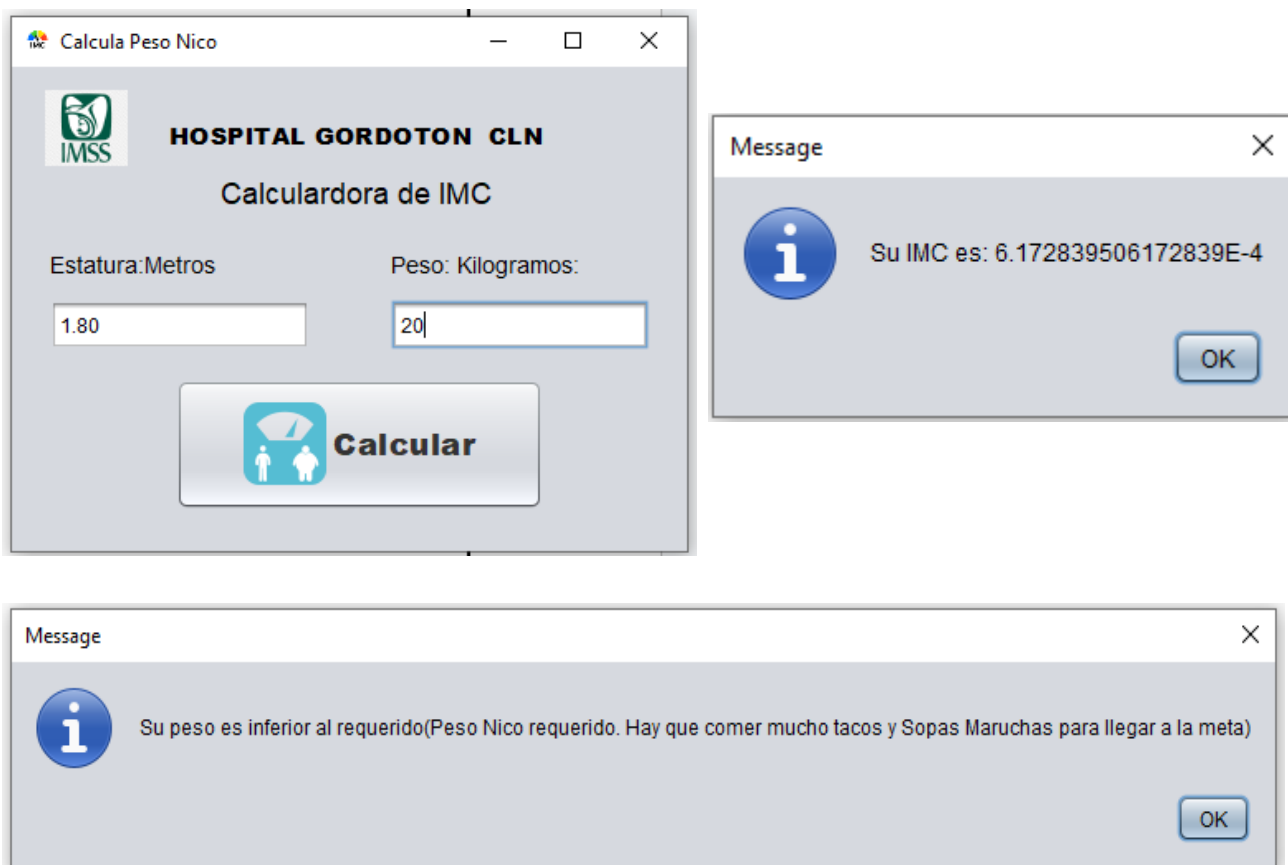 Calcula Peso Nico
IMSS
HOSPITAL GORDOTON CLN
Calculardora de IMC
Estatura:Metros
Peso: Kilogramos:
1.80
20
Calcular
Message
Su IMC es: 6.172839506172839E-4
OK
Message
Su peso es inferior al requerido(Peso Nico requerido. Hay que comer mucho tacos y Sopas Maruchas para llegar a la meta)
OK